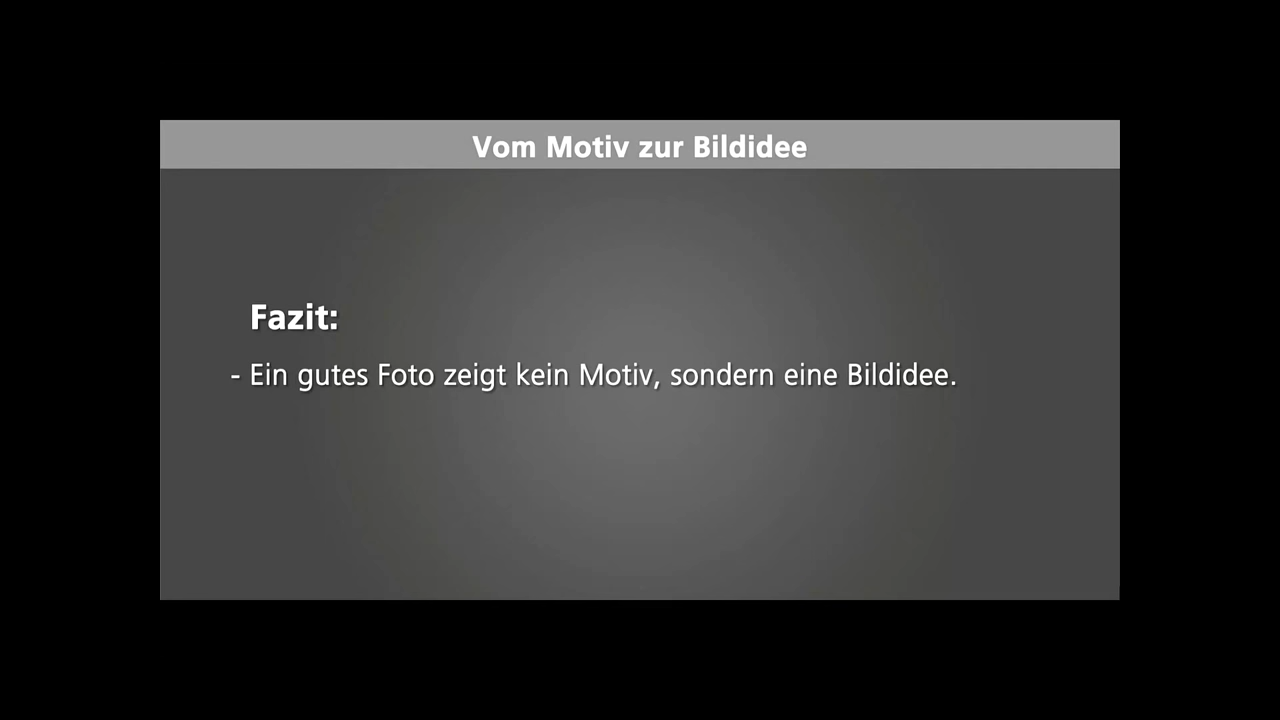 Vom Motiv zur Bildidee
Fazit:
- Ein gutes Foto zeigt kein Motiv, sondern eine Bildidee.